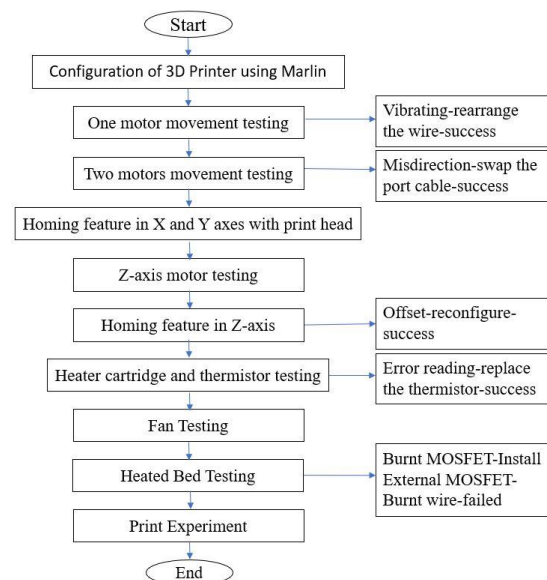 Start
Configuration of 3D Printer using Marlin
One motor movement testing
Vibrating-rearrange
the wire-success
Two motors movement testing
Misdirection-swap the
port cable-success
Homing feature in X and Y axes with print head
Z-axis motor testing
Homing feature in Z-axis
Offset-reconfigure-
success
Heater cartridge and thermistor testing
Error reading-replace
the thermistor-success
Fan Testing
Heated Bed Testing
Burnt MOSFET-Install
External MOSFET-
Burnt wire-failed
Print Experiment
End